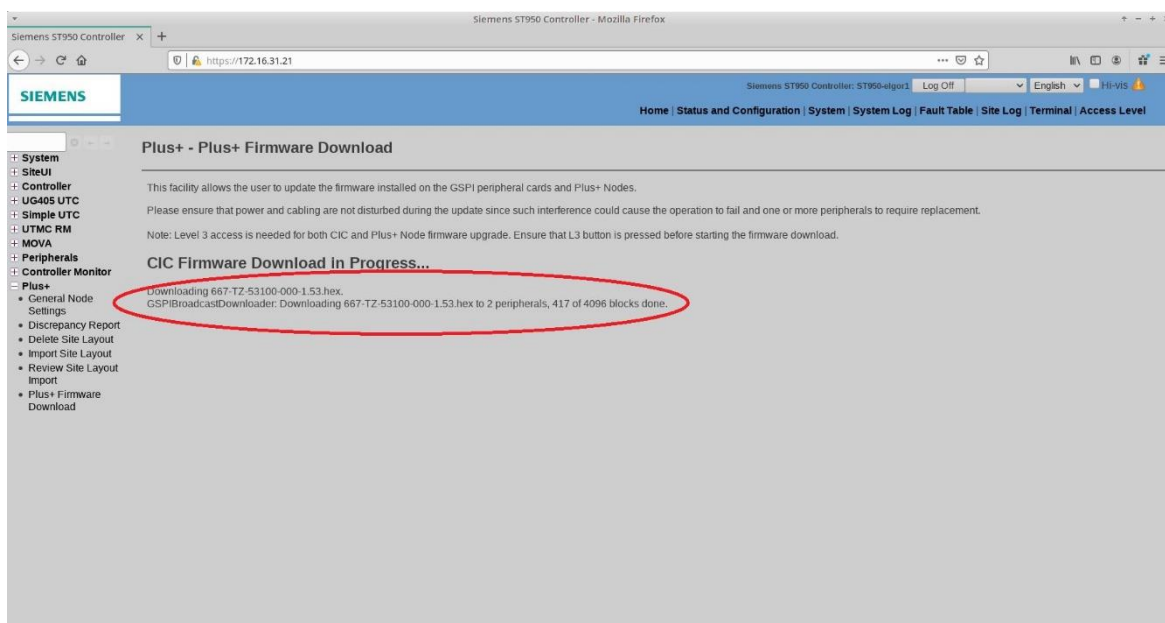 Siemens ST950 Controller - Mozilla Firefox
Siemens ST950 Controller
https://172.16.31.21
SIEMENS
Siemens ST950 Controller: ST950-elgor1 Log Off English Hi-vis
Home | Status and Configuration | System | System Log | Fault Table | Site Log | Terminal | Access Level
System
SiteUI
Controller
UG405 UTC
Simple UTC
UTMC RM
MOVA
Peripherals
Controller Monitor
Plus+
General Node
Settings
Discrepancy Report
Delete Site Layout
Import Site Layout
Review Site Layout
Import
Plus+ Firmware
Download
Plus+ - Plus+ Firmware Download
This facility allows the user to update the firmware installed on the GSPI peripheral cards and Plus+ Nodes.
Please ensure that power and cabling are not disturbed during the update since such interference could cause the operation to fail and one or more peripherals to require replacement.
Note: Level 3 access is needed for both CIC and Plus+ Node firmware upgrade. Ensure that L3 button is pressed before starting the firmware download.
CIC Firmware Download in Progress...
Downloading 667-TZ-53100-000-1.53.hex.
GSPIBroadcastDownloader: Downloading 667-TZ-53100-000-1.53.hex to 2 peripherals, 417 of 4096 blocks done.